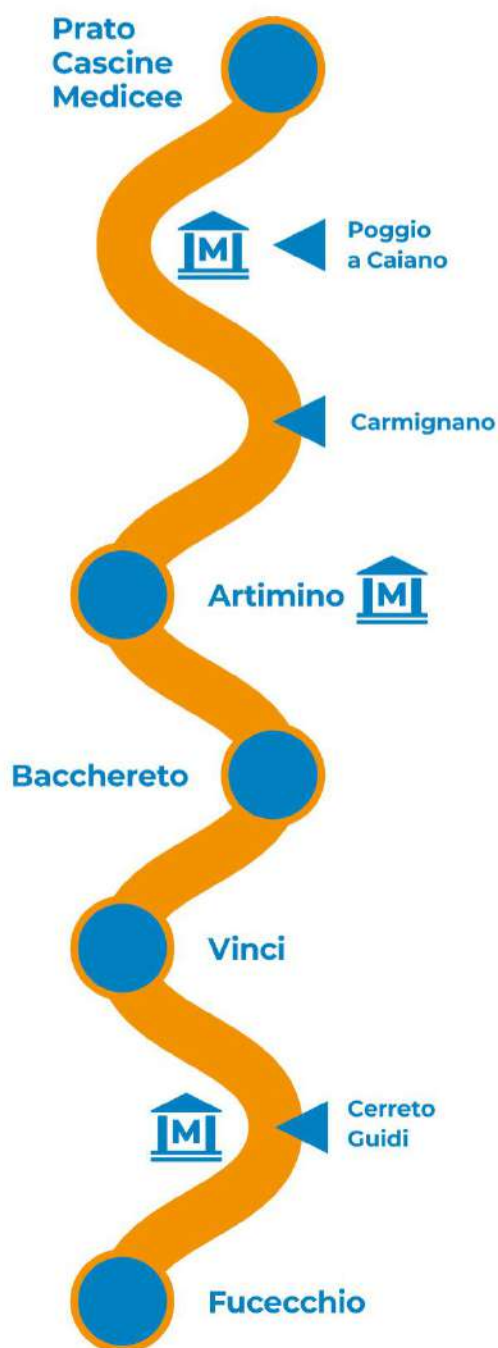 Prato
Cascine
Medicee
M
Poggio
a Caiano
Carmignano
Artimino
M
Bacchereto
Vinci
M
Cerreto
Guidi
Fucecchio